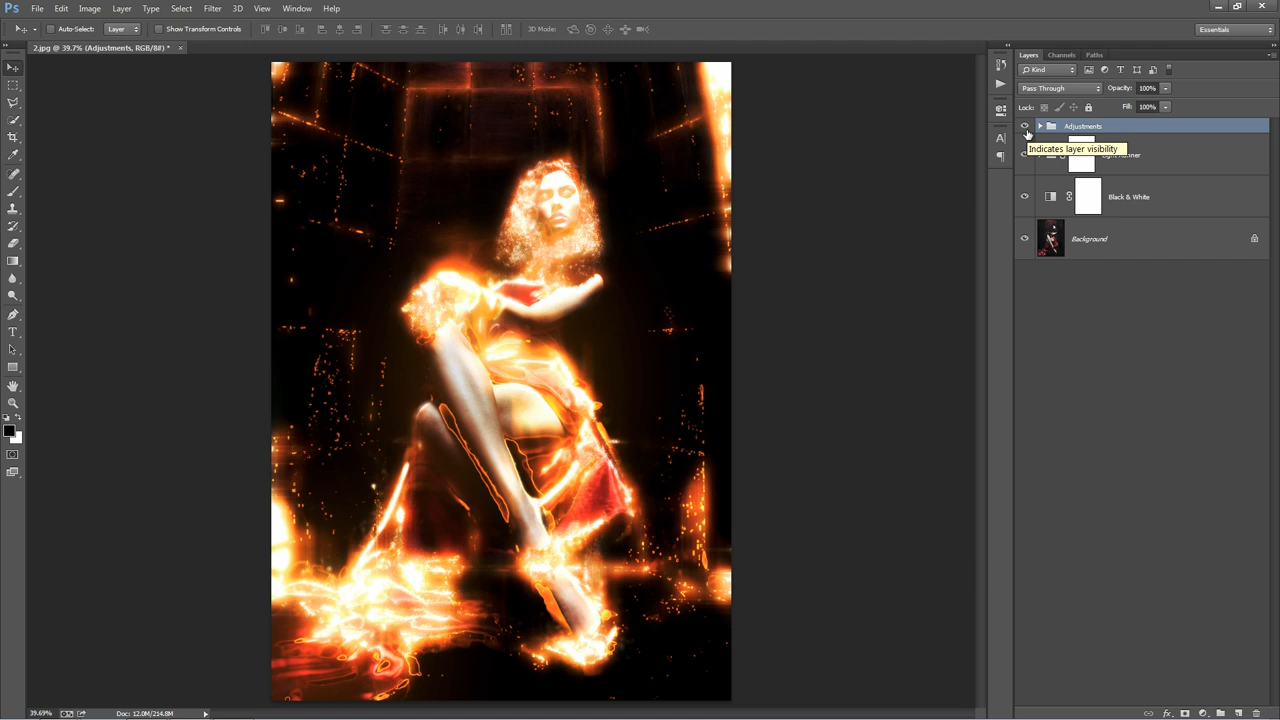 Ps File Edit Image Layer Type Select Filter 3D View Window Help
Auto-Select: Layer Show Transform Controls 3D Mode: Essentials
2.jpg @ 39.7% (Adjustments, RGB/8#) * ×
Layers Channels Paths
Kind
Pass Through Opacity: 100%
Lock: Fill: 100%
Adjustments
Indicates layer visibility
Black & White
Background
39.69% Doc: 12.0M/214.8M